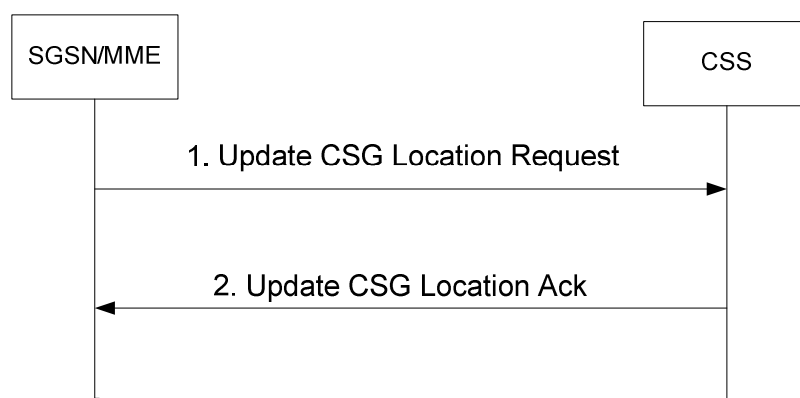 SGSN/MME
CSS
1. Update CSG Location Request
2. Update CSG Location Ack